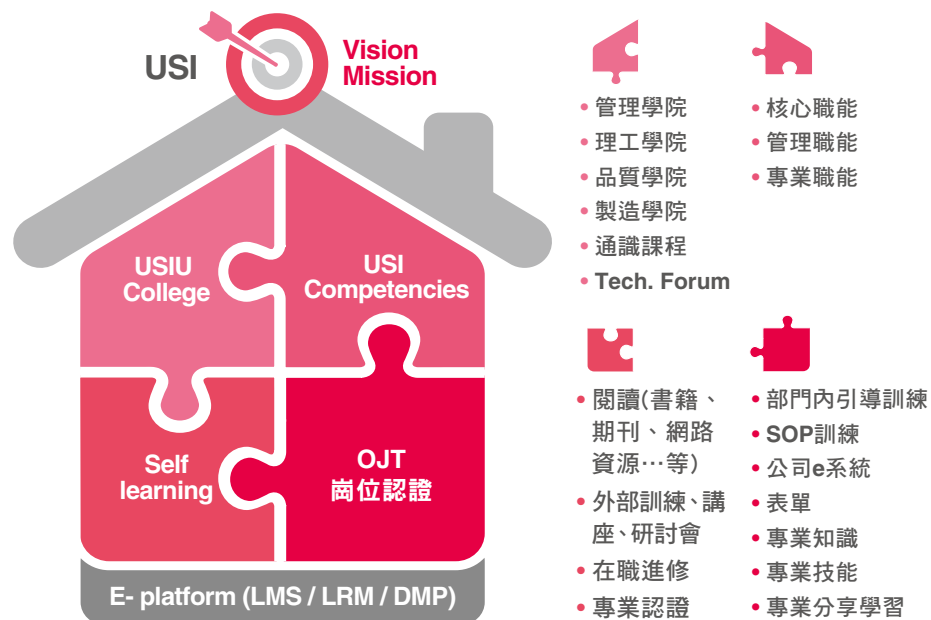 USI
Vision
Mission
USIU
College
USI
Competencies
Self
learning
OJT
崗位認證
E- platform (LMS / LRM / DMP)
• 管理學院
• 理工學院
• 品質學院
• 製造學院
• 通識課程
• Tech. Forum
• 核心職能
• 管理職能
• 專業職能
• 閱讀(書籍、
期刊、網路
資源…等)
• 外部訓練、講
座、研討會
• 在職進修
• 專業認證
• 部門內引導訓練
• SOP訓練
• 公司e系統
• 表單
• 專業知識
• 專業技能
• 專業分享學習